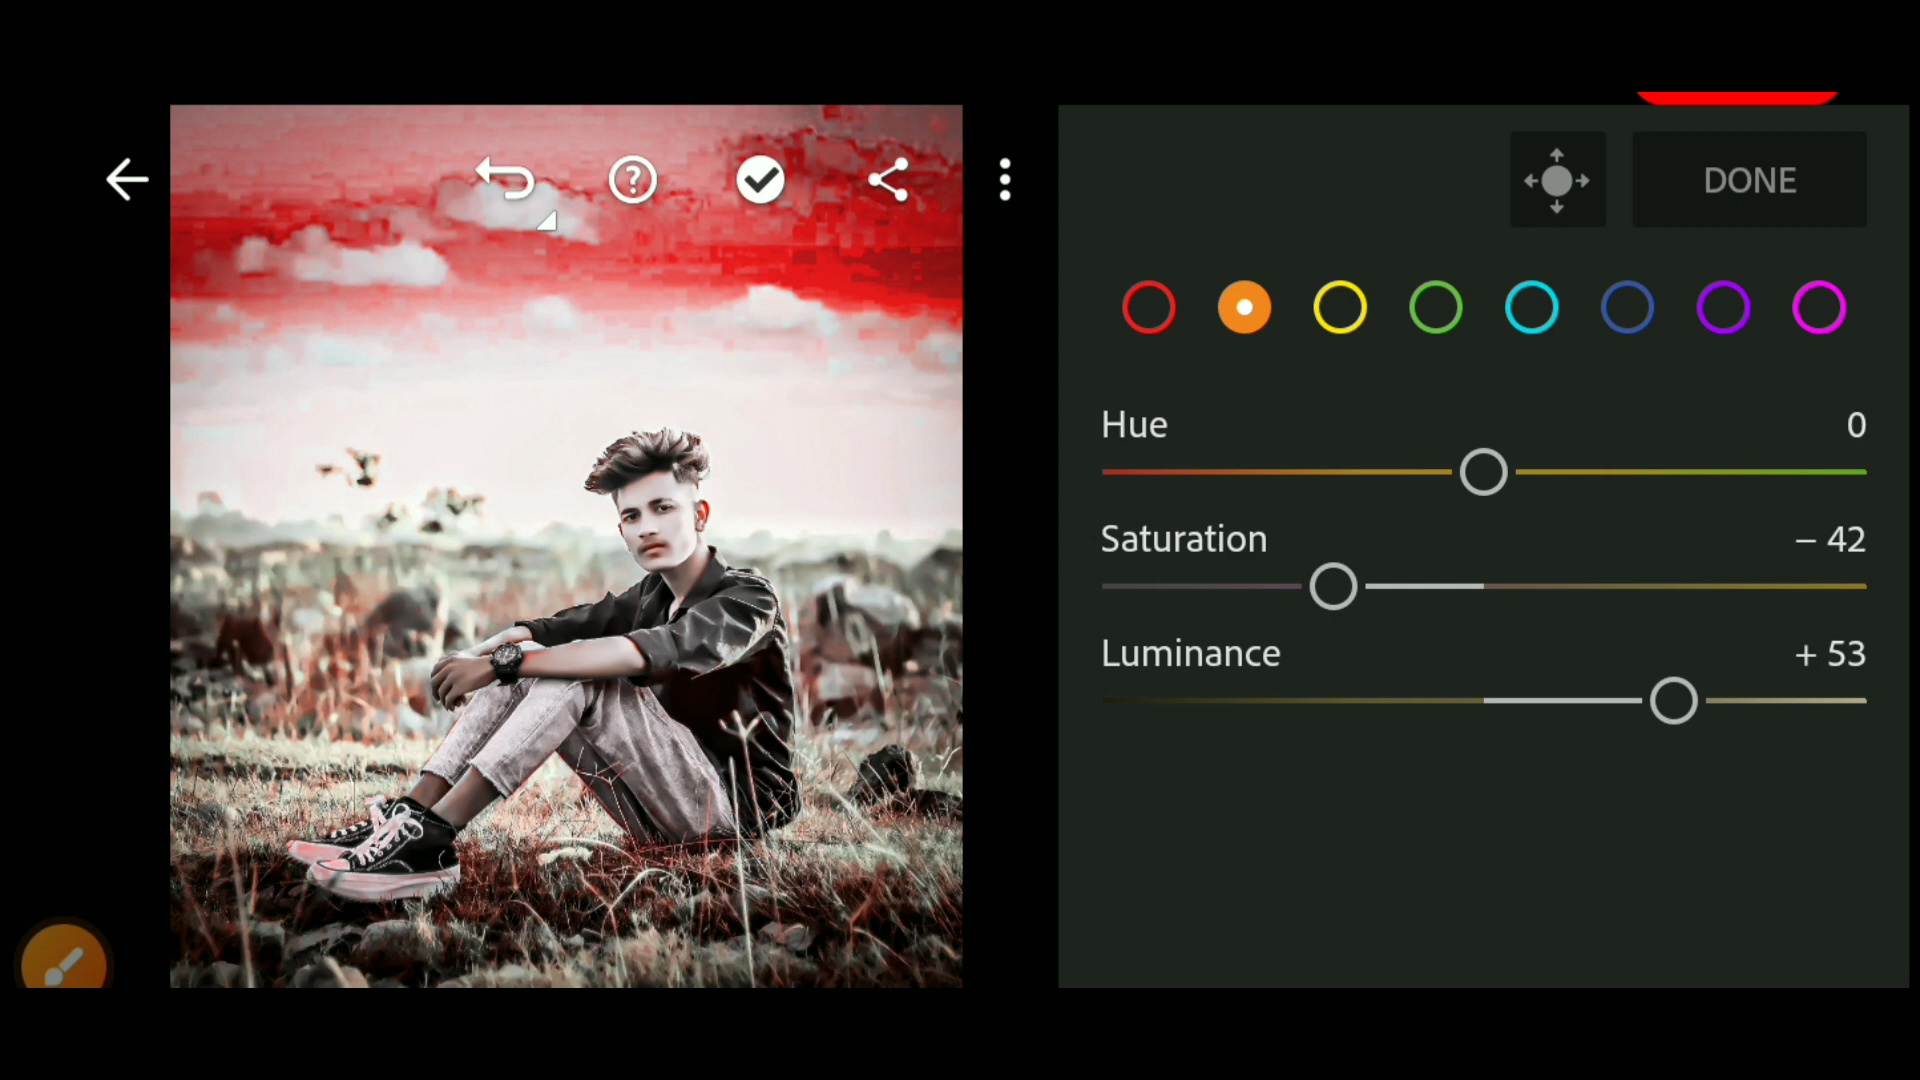 DONE
Hue 0
Saturation – 42
Luminance + 53